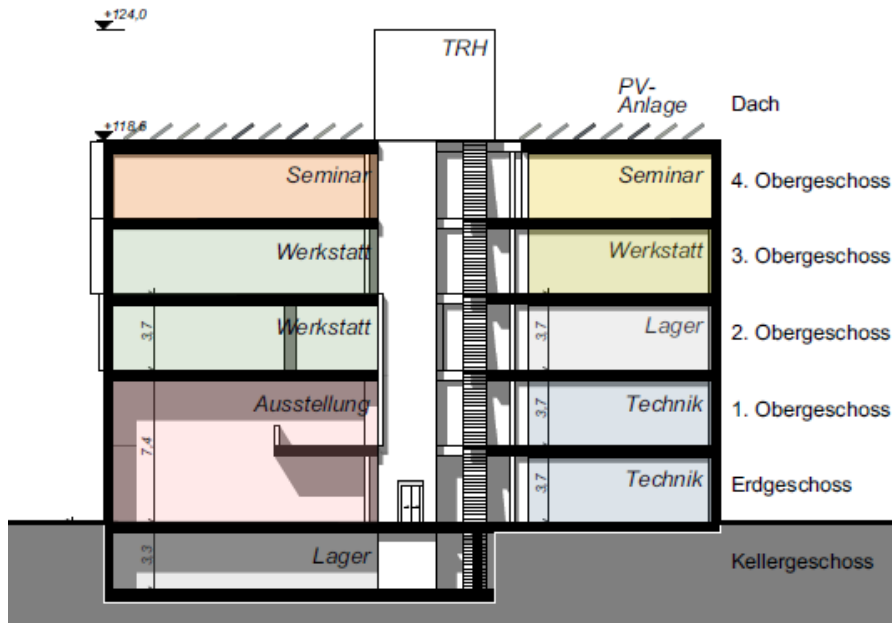 +124,0
TRH
PV-
Anlage
Dach
+118,6
Seminar
Seminar
4. Obergeschoss
Werkstatt
Werkstatt
3. Obergeschoss
3,7
Werkstatt
3,7
Lager
2. Obergeschoss
Ausstellung
3,7
Technik
1. Obergeschoss
7,4
3,7
Technik
Erdgeschoss
3,3
Lager
Kellergeschoss